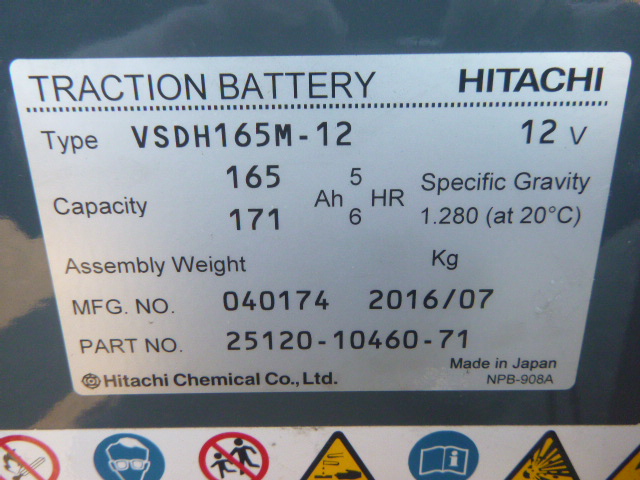 TRACTION BATTERY HITACHI
Type VSDH165M-12 12 V
Capacity 165 Ah 5 HR Specific Gravity
171 6 1.280 (at 20°C)
Assembly Weight Kg
MFG. NO. 040174 2016/07
PART NO. 25120-10460-71
Made in Japan
Hitachi Chemical Co., Ltd. NPB-908A